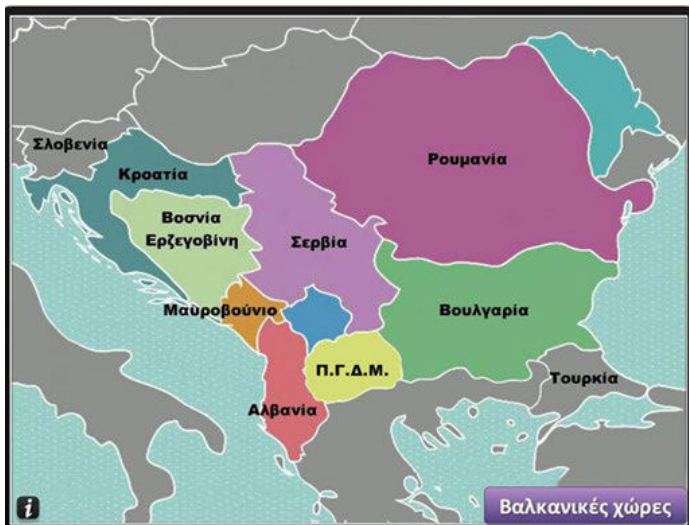 Σλοβενία
Κροατία
Ρουμανία
Βοσνία
Ερζεγοβίνη
Σερβία
Μαυροβούνιο
Βουλγαρία
Π.Γ.Δ.Μ.
Τουρκία
Αλβανία
i
Βαλκανικές χώρες